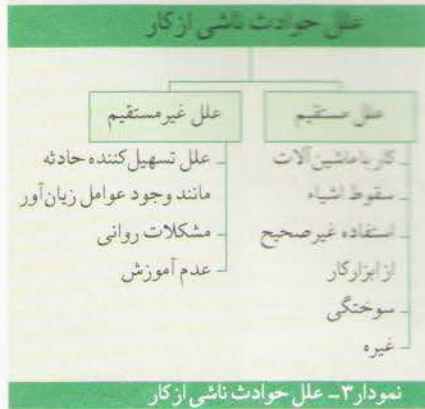 علل حوادث ناشی از کار
علل مستقیم
کار با ماشین آلات
سقوط اشیاء
استفاده غیرصحیح
از ابزار کار
سوختگی
غیره
علل غیرمستقیم
علل تسهیل کننده حادثه
مانند وجود عوامل زیان آور
مشکلات روانی
عدم آموزش
نمودار ۳ـ علل حوادث ناشی از کار